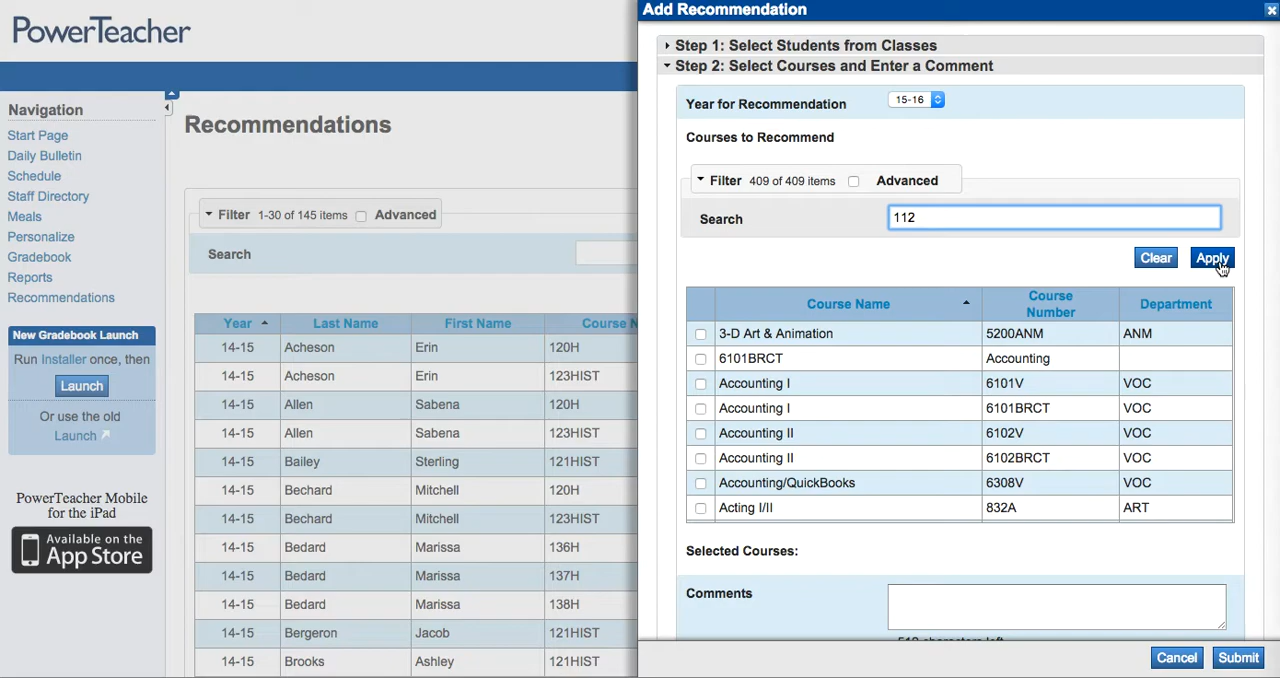 PowerTeacher
Navigation
Start Page
Daily Bulletin
Schedule
Staff Directory
Meals
Personalize
Gradebook
Reports
Recommendations
New Gradebook Launch
Run Installer once, then
Launch
Or use the old
Launch
PowerTeacher Mobile
for the iPad
Available on the
App Store
Recommendations
Filter 1-30 of 145 items Advanced
Search
Year Last Name First Name Course N
14-15 Acheson Erin 120H
14-15 Acheson Erin 123HIST
14-15 Allen Sabena 120H
14-15 Allen Sabena 123HIST
14-15 Bailey Sterling 121HIST
14-15 Bechard Mitchell 120H
14-15 Bechard Mitchell 123HIST
14-15 Bedard Marissa 136H
14-15 Bedard Marissa 137H
14-15 Bedard Marissa 138H
14-15 Bergeron Jacob 121HIST
14-15 Brooks Ashley 121HIST
Add Recommendation
Step 1: Select Students from Classes
Step 2: Select Courses and Enter a Comment
Year for Recommendation 15-16
Courses to Recommend
Filter 409 of 409 items Advanced
Search 112
Clear Apply
Course Name Course Number Department
3-D Art & Animation 5200ANM ANM
6101BRCT Accounting
Accounting I 6101V VOC
Accounting I 6101BRCT VOC
Accounting II 6102V VOC
Accounting II 6102BRCT VOC
Accounting/QuickBooks 6308V VOC
Acting I/II 832A ART
Selected Courses:
Comments
characters left
Cancel Submit